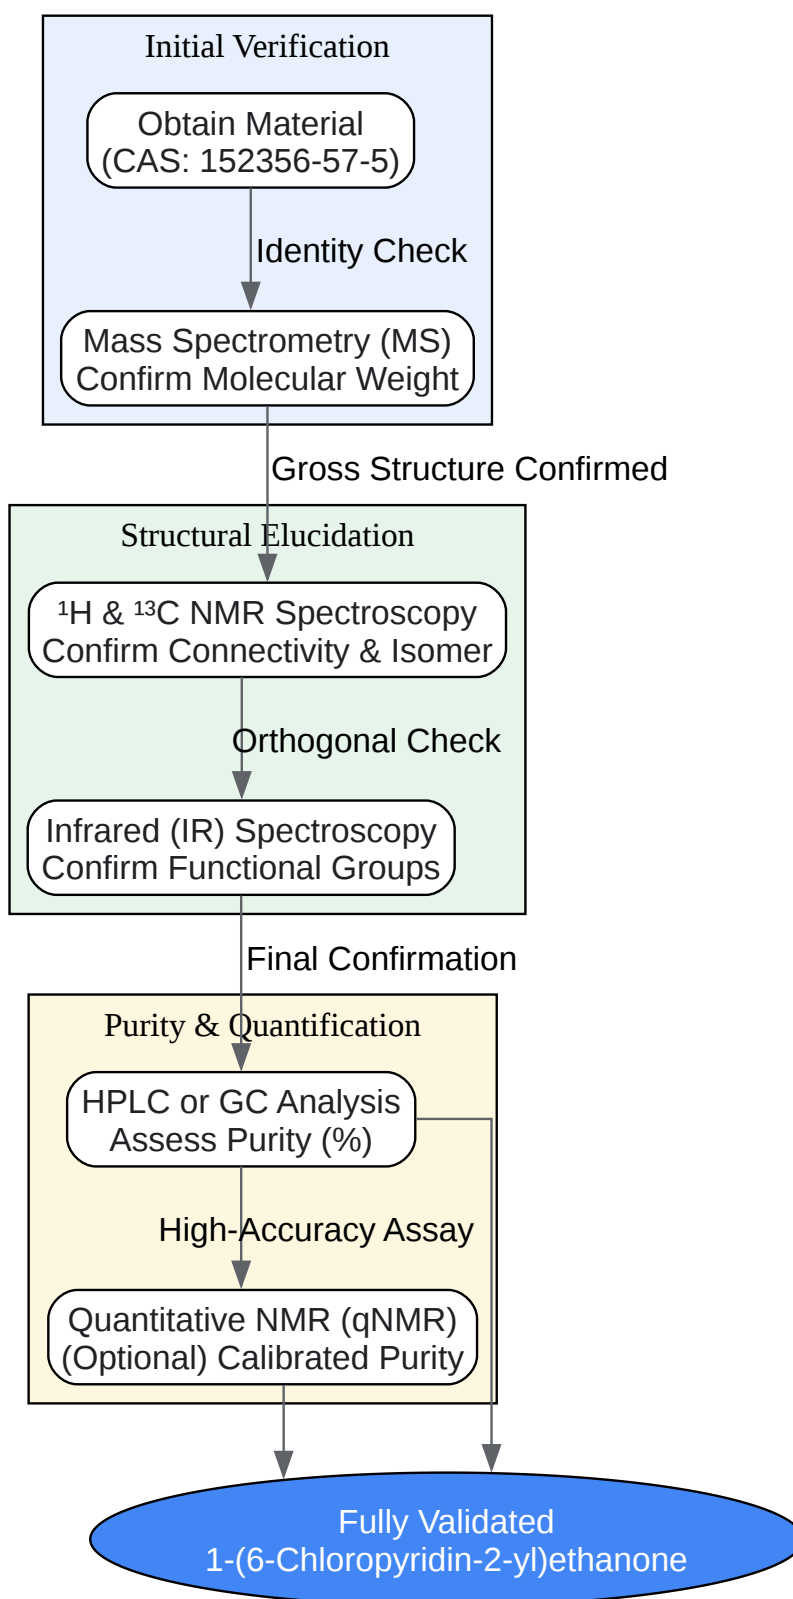 Initial Verification
Obtain Material
(CAS: 152356-57-5)
Identity Check
Mass Spectrometry (MS)
Confirm Molecular Weight
Gross Structure Confirmed
Structural Elucidation
¹H & ¹³C NMR Spectroscopy
Confirm Connectivity & Isomer
Orthogonal Check
Infrared (IR) Spectroscopy
Confirm Functional Groups
Final Confirmation
Purity & Quantification
HPLC or GC Analysis
Assess Purity (%)
High-Accuracy Assay
Quantitative NMR (qNMR)
(Optional) Calibrated Purity
Fully Validated
1-(6-Chloropyridin-2-yl)ethanone